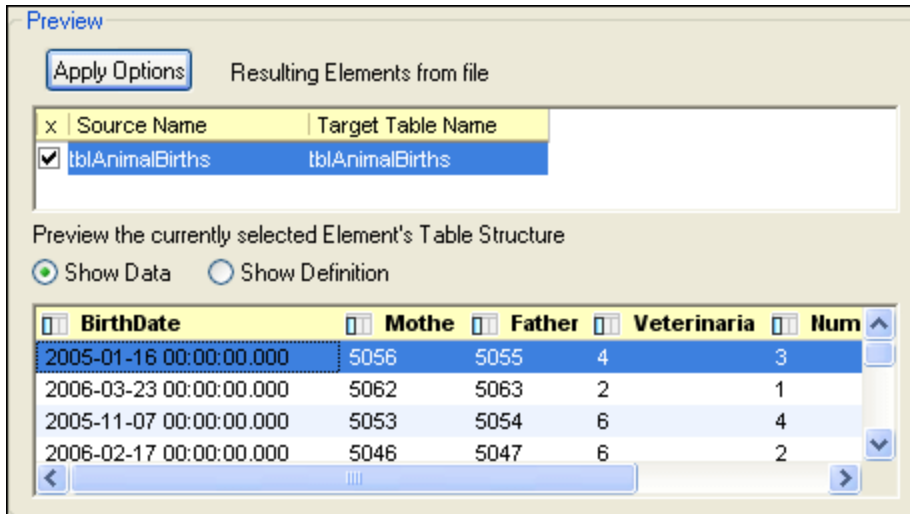 Preview
Apply Options Resulting Elements from file
x Source Name Target Table Name
tblAnimalBirths tblAnimalBirths
Preview the currently selected Element's Table Structure
Show Data Show Definition
BirthDate Mothe Father Veterinaria Num
2005-01-16 00:00:00.000 5056 5055 4 3
2006-03-23 00:00:00.000 5062 5063 2 1
2005-11-07 00:00:00.000 5053 5054 6 4
2006-02-17 00:00:00.000 5046 5047 6 2